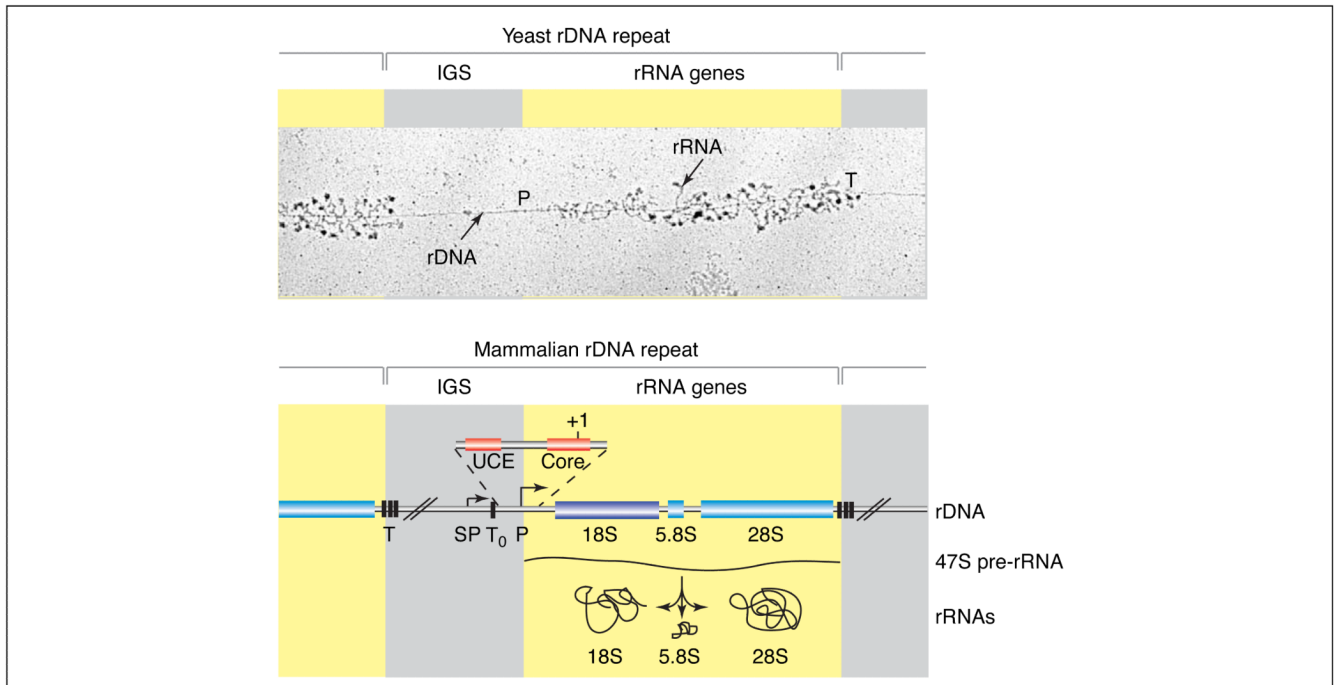 Yeast rDNA repeat
IGS rRNA genes
rRNA
P T
rDNA
Mammalian rDNA repeat
IGS rRNA genes
+1
UCE Core
rDNA
T SP T0 P 18S 5.8S 28S
47S pre-rRNA
rRNAs
18S 5.8S 28S